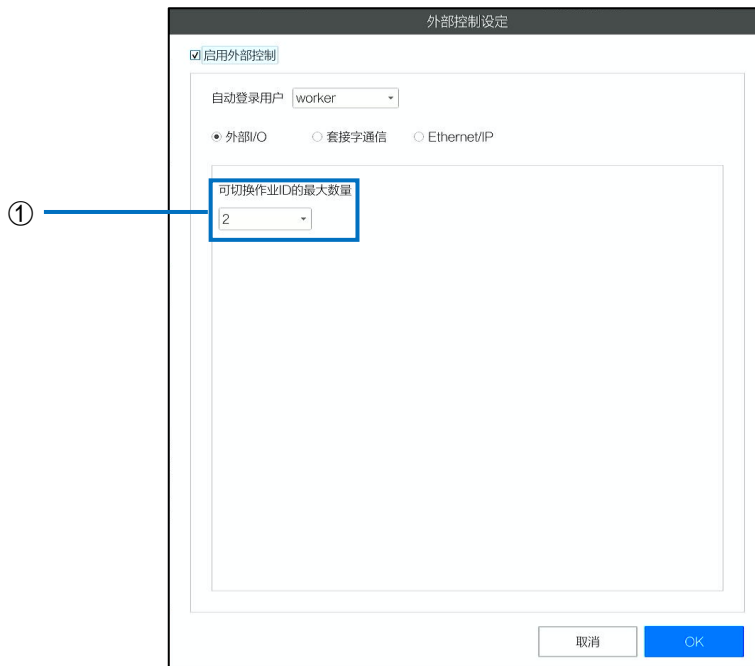 外部控制设定
启用外部控制
自动登录用户 worker
外部I/O 套接字通信 Ethernet/IP
可切换作业ID的最大数量
① 2
取消 OK